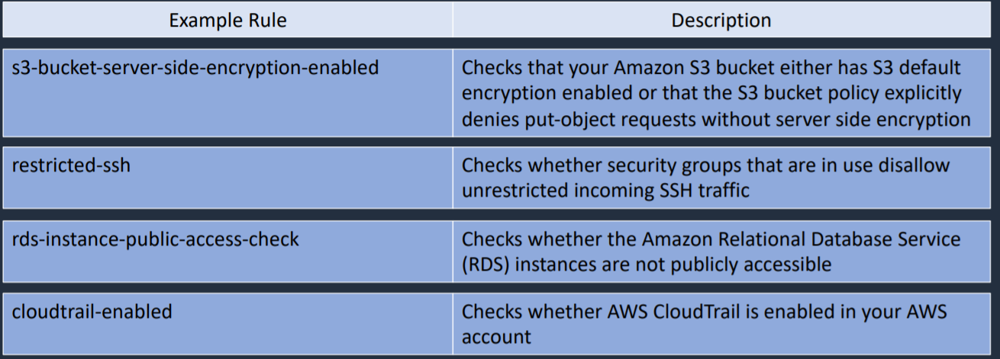 Example Rule
Description
s3-bucket-server-side-encryption-enabled
Checks that your Amazon S3 bucket either has S3 default
encryption enabled or that the S3 bucket policy explicitly
denies put-object requests without server side encryption
restricted-ssh
Checks whether security groups that are in use disallow
unrestricted incoming SSH traffic
rds-instance-public-access-check
Checks whether the Amazon Relational Database Service
(RDS) instances are not publicly accessible
cloudtrail-enabled
Checks whether AWS CloudTrail is enabled in your AWS
account